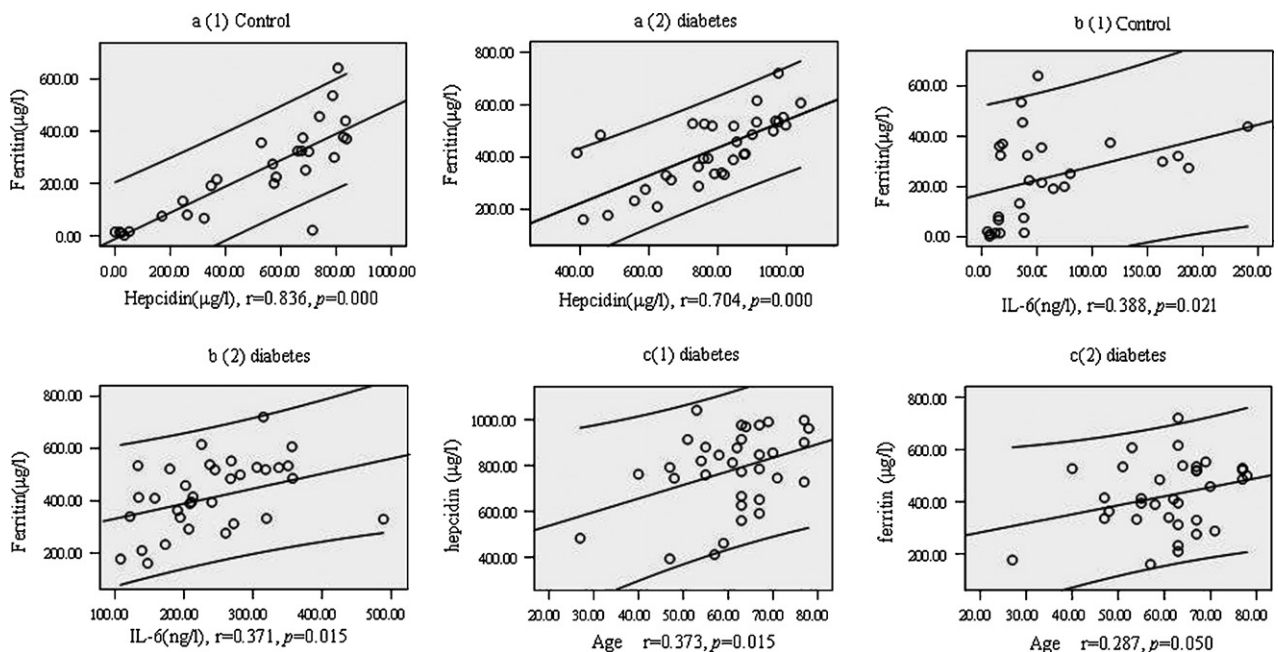 a (1) Control
Ferritin(µg/l)
600.00
400.00
200.00
0.00
0.00 200.00 400.00 600.00 800.00 1000.00
Hepcidin(µg/l), r=0.836, p=0.000
a (2) diabetes
Ferritin(µg/l)
800.00
600.00
400.00
200.00
400.00 600.00 800.00 1000.00
Hepcidin(µg/l), r=0.704, p=0.000
b (1) Control
Ferritin(µg/l)
600.00
400.00
200.00
0.00
0.00 50.00 100.00 150.00 200.00 250.00
IL-6(ng/l), r=0.388, p=0.021
b (2) diabetes
Ferritin(µg/l)
800.00
600.00
400.00
200.00
100.00 200.00 300.00 400.00 500.00
IL-6(ng/l), r=0.371, p=0.015
c(1) diabetes
hepcidin (µg/l)
1000.00
800.00
600.00
400.00
20.00 30.00 40.00 50.00 60.00 70.00 80.00
Age r=0.373, p=0.015
c(2) diabetes
ferritin (µg/l)
800.00
600.00
400.00
200.00
20.00 30.00 40.00 50.00 60.00 70.00 80.00
Age r=0.287, p=0.050